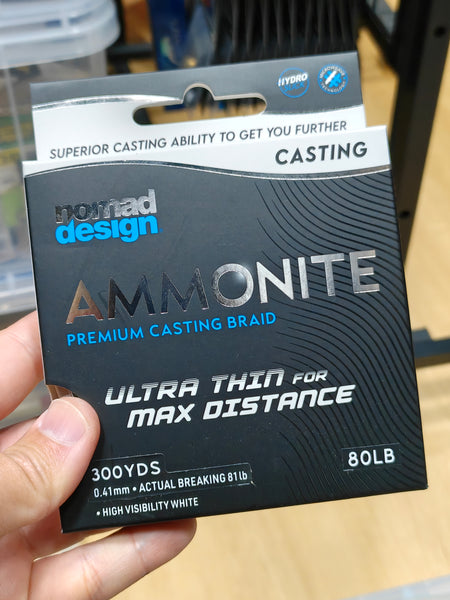 HYDRO
SUPERIOR CASTING ABILITY TO GET YOU FURTHER
CASTING
nomad
design
AMMONITE
PREMIUM CASTING BRAID
ULTRA THIN FOR
MAX DISTANCE
300YDS
80LB
0.41mm • ACTUAL BREAKING 81lb
• HIGH VISIBILITY WHITE